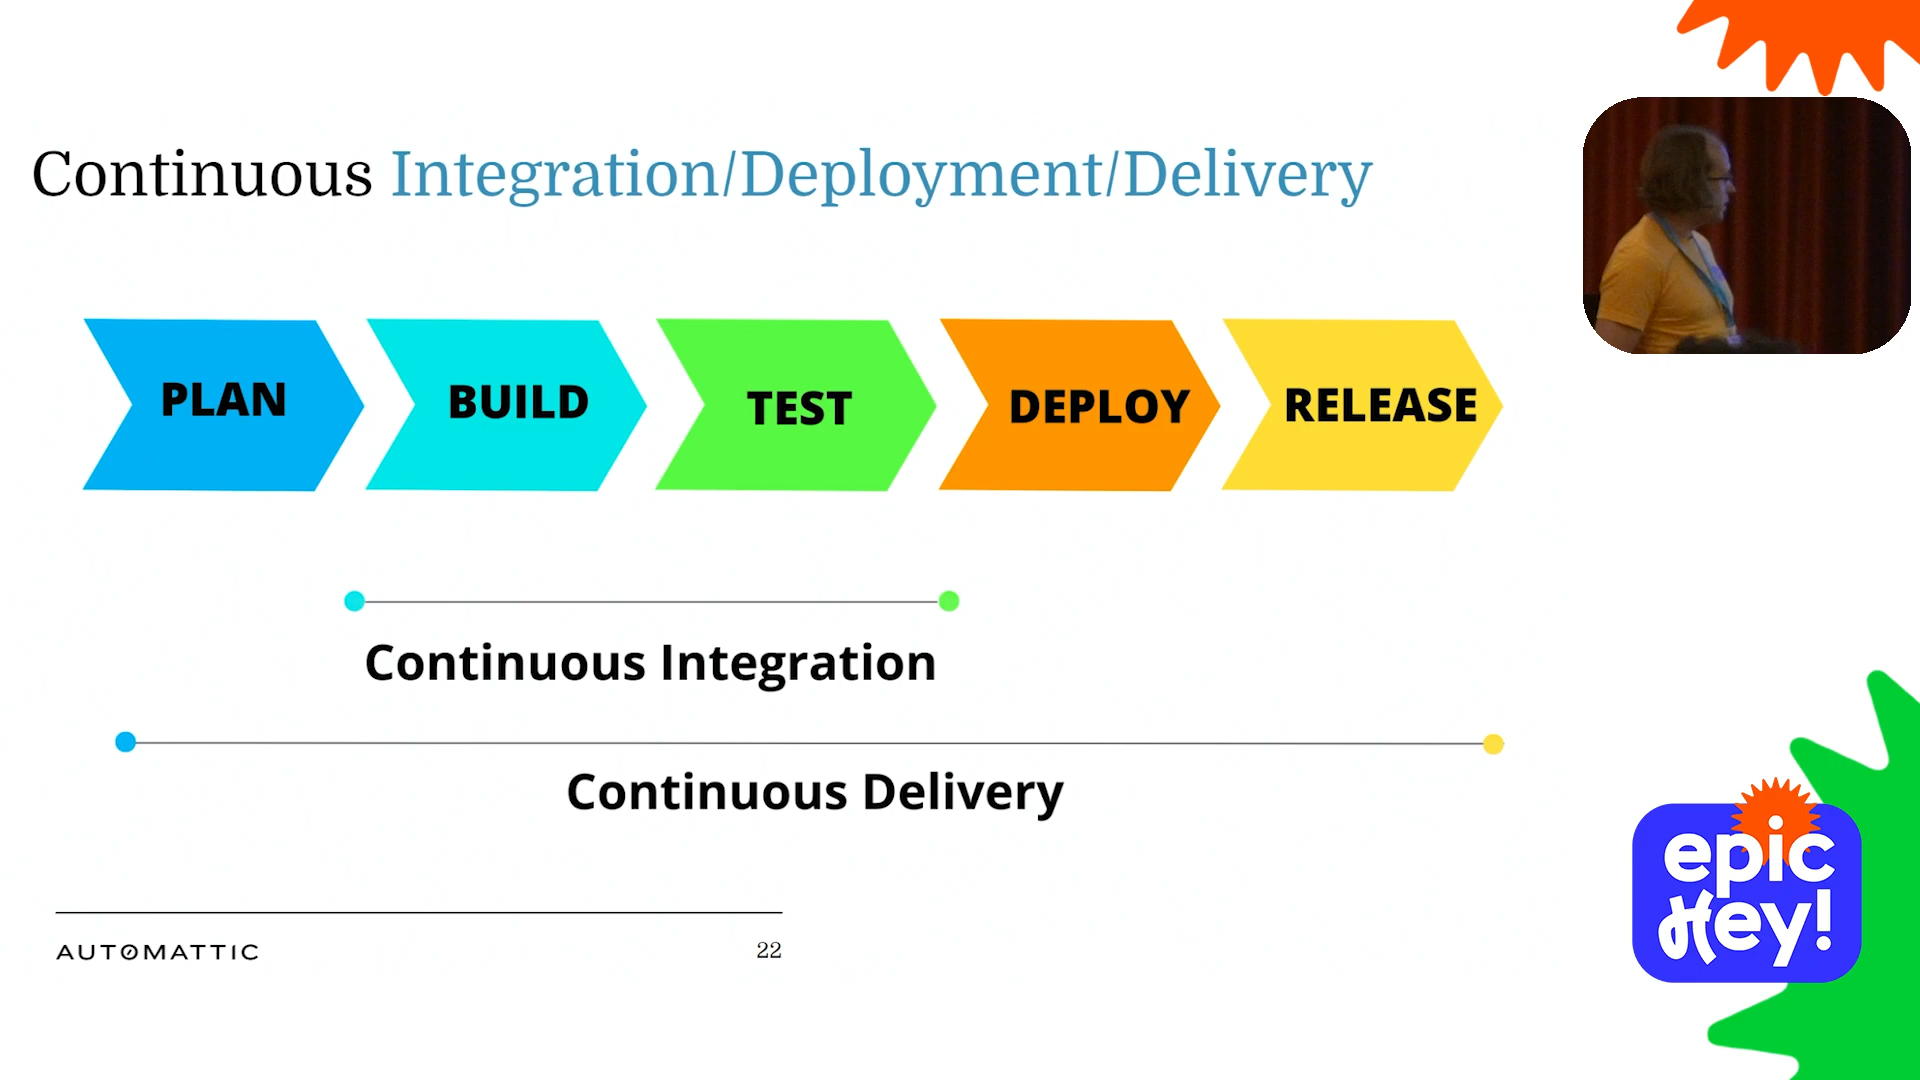 Continuous Integration/Deployment/Delivery
PLAN
BUILD
TEST
DEPLOY
RELEASE
Continuous Integration
Continuous Delivery
AUTOMATTIC
22
epic
Hey!